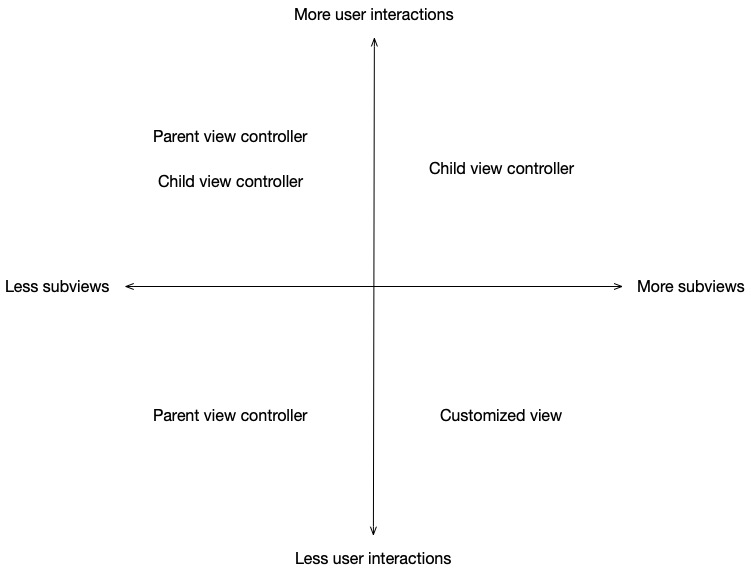 More user interactions
Parent view controller
Child view controller
Child view controller
Less subviews
More subviews
Parent view controller
Customized view
Less user interactions